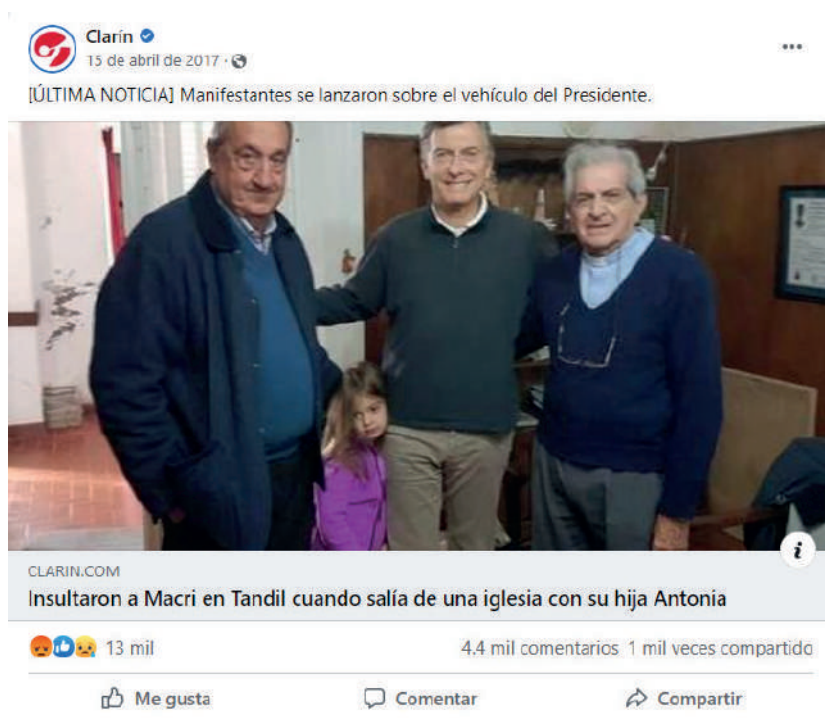 Clarín
15 de abril de 2017
[ÚLTIMA NOTICIA] Manifestantes se lanzaron sobre el vehículo del Presidente.
CLARIN.COM
Insultaron a Macri en Tandil cuando salía de una iglesia con su hija Antonia
13 mil
4.4 mil comentarios 1 mil veces compartido
Me gusta
Comentar
Compartir